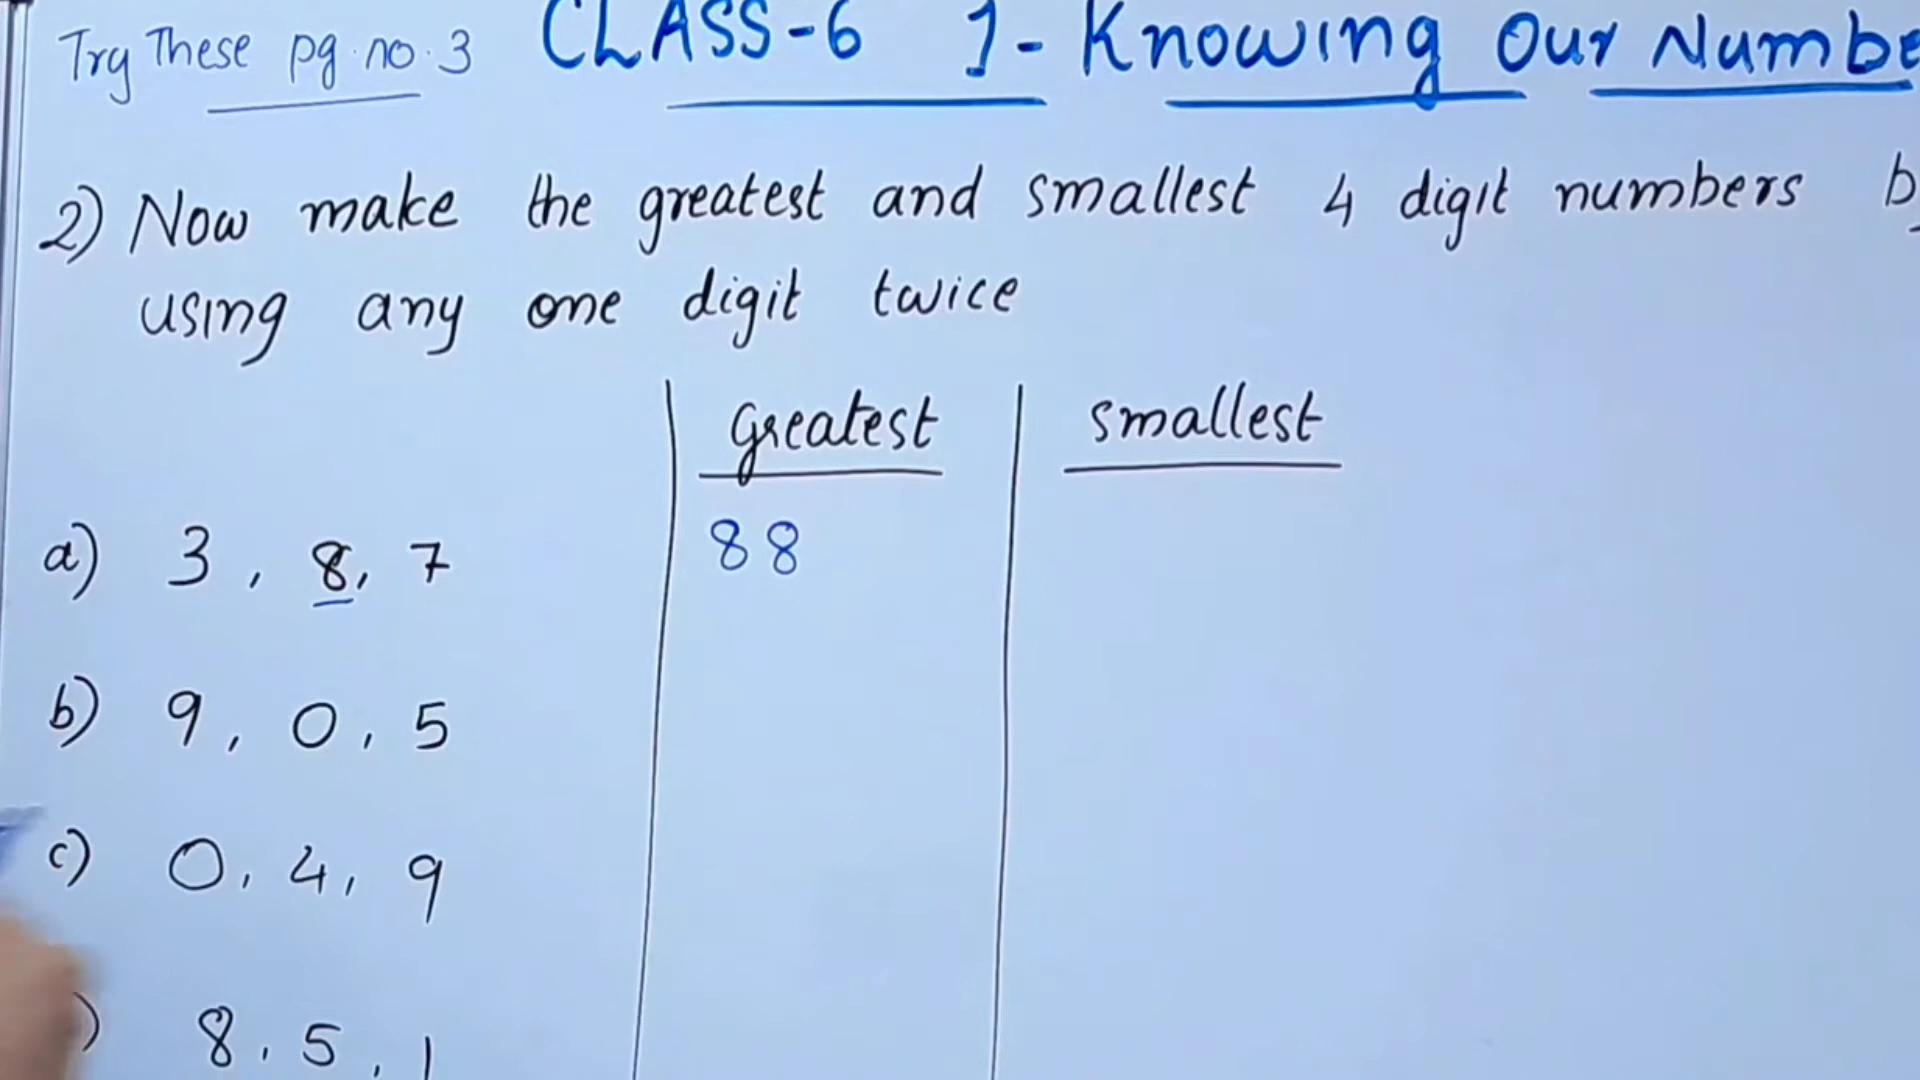 Try These pg.no.3 CLASS-6 1- Knowing Our Numbe
2) Now make the greatest and smallest 4 digit numbers b
using any one digit twice
greatest smallest
a) 3, 8, 7 88
b) 9, 0, 5
c) 0, 4, 9
) 8, 5, 1